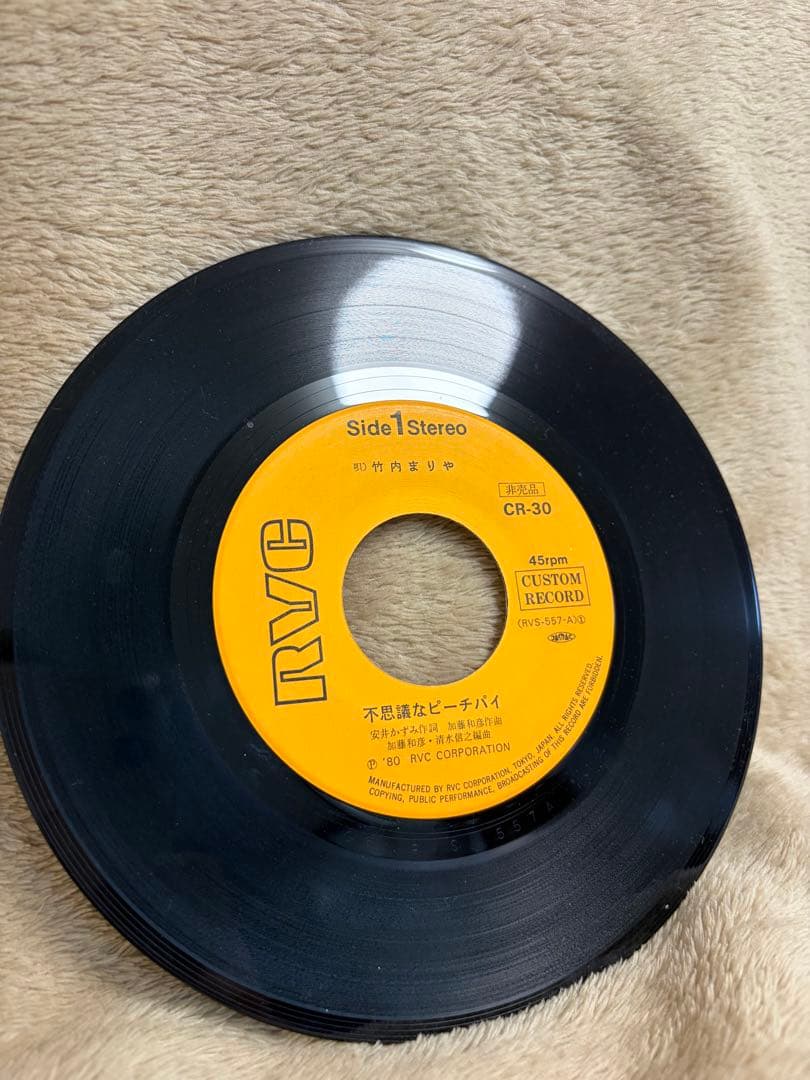 Side 1 Stereo
唄) 竹内まりや
非売品
CR-30
45rpm
CUSTOM
RECORD
(RVS-557-A)①
RVC
不思議なピーチパイ
安井かずみ作詞 加藤和彦作曲
加藤和彦・清水信之編曲
Ⓟ '80 RVC CORPORATION
MANUFACTURED BY RVC CORPORATION, TOKYO, JAPAN. ALL RIGHTS RESERVED.
COPYING, PUBLIC PERFORMANCE, BROADCASTING OF THIS RECORD ARE FORBIDDEN.
557A